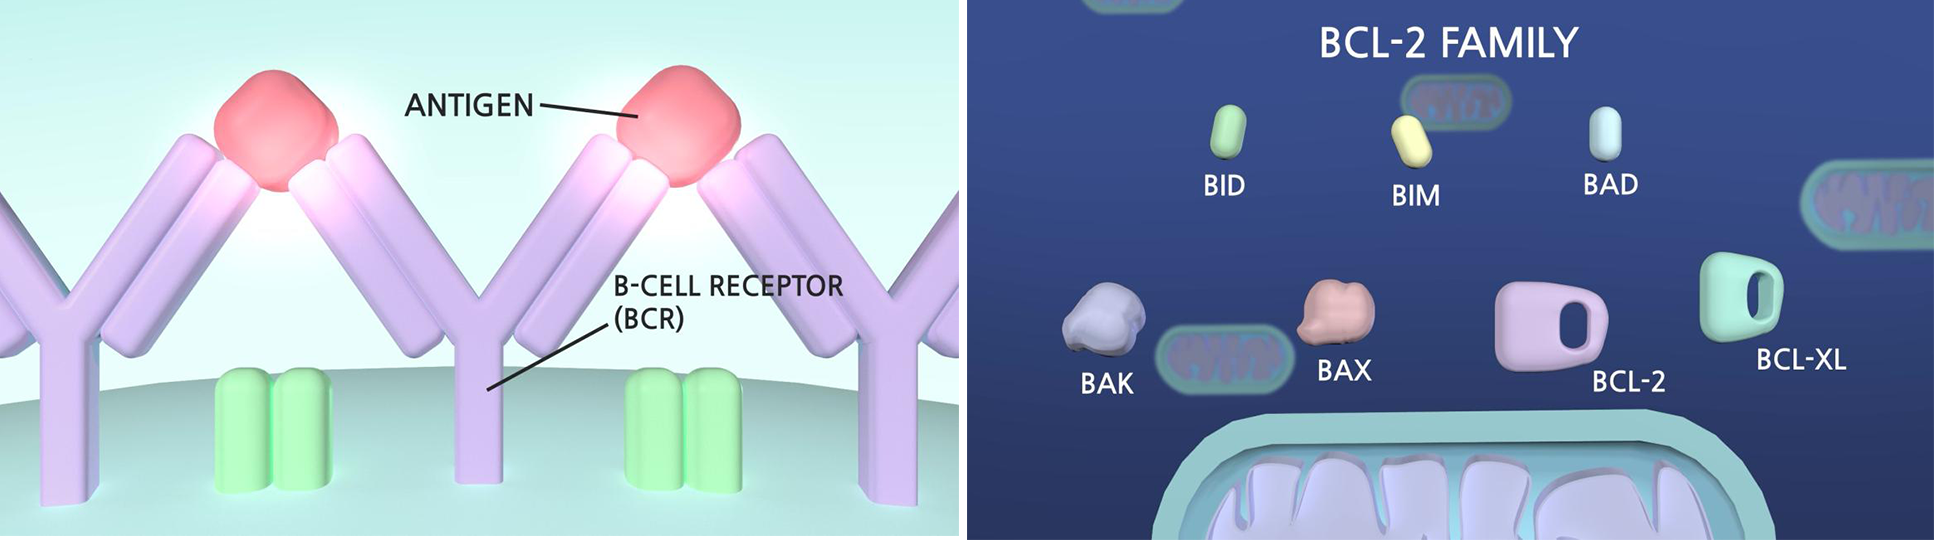 ANTIGEN
B-CELL RECEPTOR
(BCR)
BCL-2 FAMILY
BID
BIM
BAD
BAK
BAX
BCL-2
BCL-XL